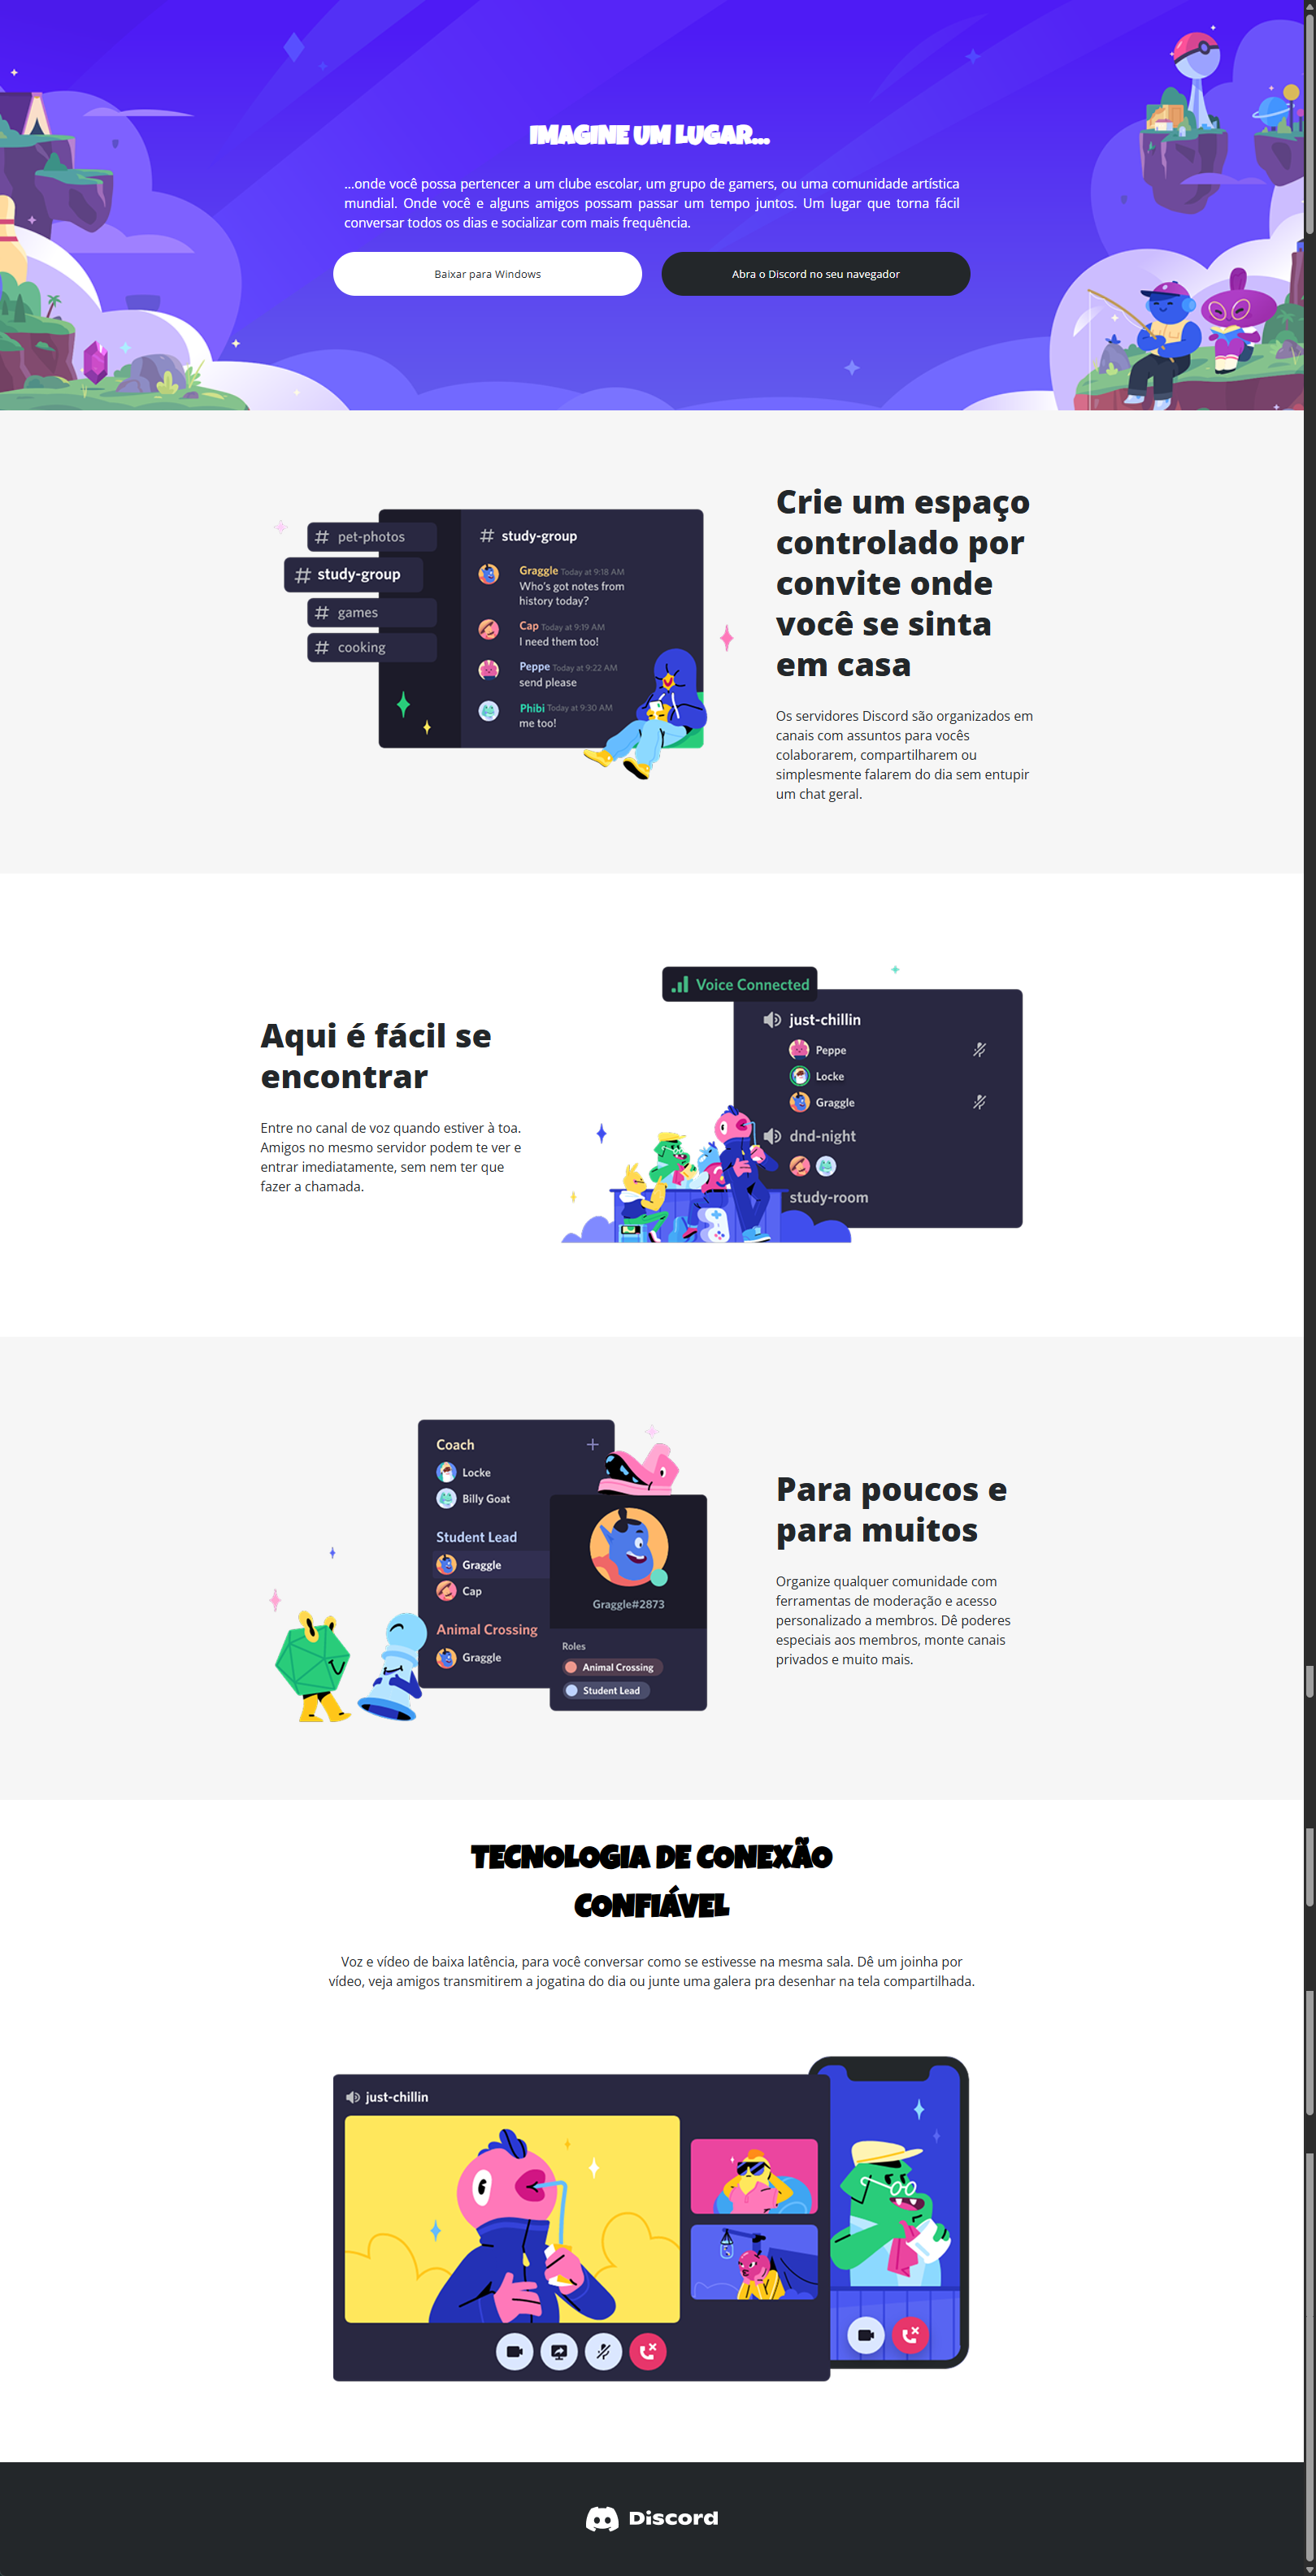 IMAGINE UM LUGAR...
...onde você possa pertencer a um clube escolar, um grupo de gamers, ou uma comunidade artística
mundial. Onde você e alguns amigos possam passar um tempo juntos. Um lugar que torna fácil
conversar todos os dias e socializar com mais frequência.
Baixar para Windows
Abra o Discord no seu navegador
# pet-photos
# study-group
# games
# cooking
# study-group
Graggle Today at 9:18 AM
Who's got notes from
history today?
Cap Today at 9:19 AM
I need them too!
Peppe Today at 9:22 AM
send please
Phibi Today at 9:30 AM
me too!
Crie um espaço
controlado por
convite onde
você se sinta
em casa
Os servidores Discord são organizados em
canais com assuntos para vocês
colaborarem, compartilharem ou
simplesmente falarem do dia sem entupir
um chat geral.
Aqui é fácil se
encontrar
Entre no canal de voz quando estiver à toa.
Amigos no mesmo servidor podem te ver e
entrar imediatamente, sem nem ter que
fazer a chamada.
Voice Connected
just-chillin
Peppe
Locke
Graggle
dnd-night
study-room
Coach
Locke
Billy Goat
Student Lead
Graggle
Cap
Animal Crossing
Graggle
Graggle#2873
Roles
Animal Crossing
Student Lead
Para poucos e
para muitos
Organize qualquer comunidade com
ferramentas de moderação e acesso
personalizado a membros. Dê poderes
especiais aos membros, monte canais
privados e muito mais.
TECNOLOGIA DE CONEXÃO
CONFIÁVEL
Voz e vídeo de baixa latência, para você conversar como se estivesse na mesma sala. Dê um joinha por
vídeo, veja amigos transmitirem a jogatina do dia ou junte uma galera pra desenhar na tela compartilhada.
just-chillin
Discord